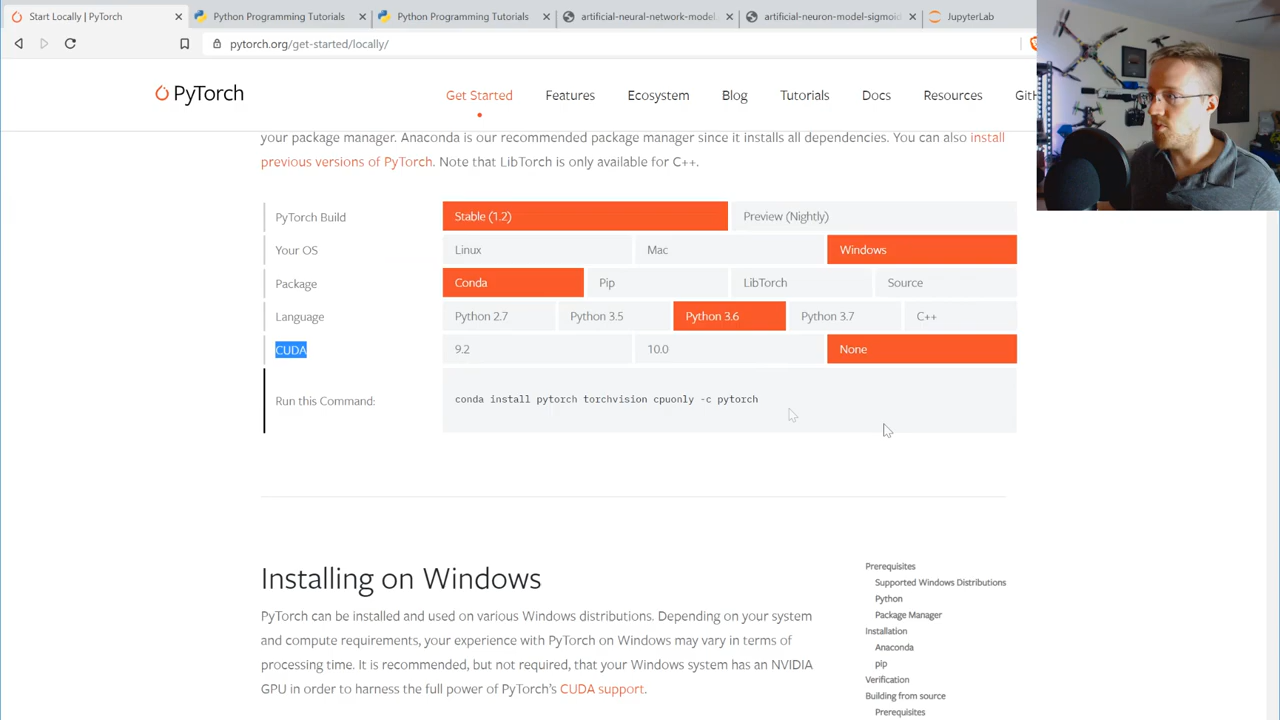 Start Locally | PyTorch
Python Programming Tutorials
Python Programming Tutorials
artificial-neural-network-model
artificial-neuron-model-sigmoid
JupyterLab
pytorch.org/get-started/locally/
PyTorch
Get Started
Features
Ecosystem
Blog
Tutorials
Docs
Resources
GitH
your package manager. Anaconda is our recommended package manager since it installs all dependencies. You can also install
previous versions of PyTorch. Note that LibTorch is only available for C++.
PyTorch Build
Stable (1.2)
Preview (Nightly)
Your OS
Linux
Mac
Windows
Package
Conda
Pip
LibTorch
Source
Language
Python 2.7
Python 3.5
Python 3.6
Python 3.7
C++
CUDA
9.2
10.0
None
Run this Command:
conda install pytorch torchvision cpuonly -c pytorch
Installing on Windows
PyTorch can be installed and used on various Windows distributions. Depending on your system
and compute requirements, your experience with PyTorch on Windows may vary in terms of
processing time. It is recommended, but not required, that your Windows system has an NVIDIA
GPU in order to harness the full power of PyTorch's CUDA support.
Prerequisites
Supported Windows Distributions
Python
Package Manager
Installation
Anaconda
pip
Verification
Building from source
Prerequisites